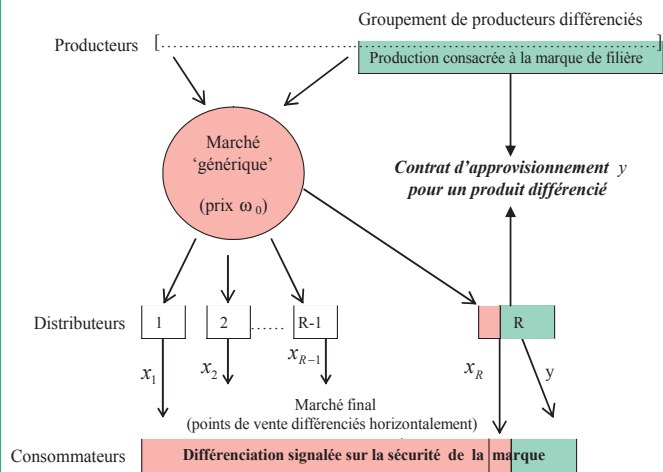 Groupement de producteurs différenciés
Producteurs [.......................................................................]
Production consacrée à la marque de filière
Marché
‘générique’
(prix ω₀)
Contrat d’approvisionnement y
pour un produit différencié
Distributeurs 1 2 ...... R-1 R
x₁ x₂ x_{R−1} x_R y
Marché final
(points de vente différenciés horizontalement)
Consommateurs Différenciation signalée sur la sécurité de la marque